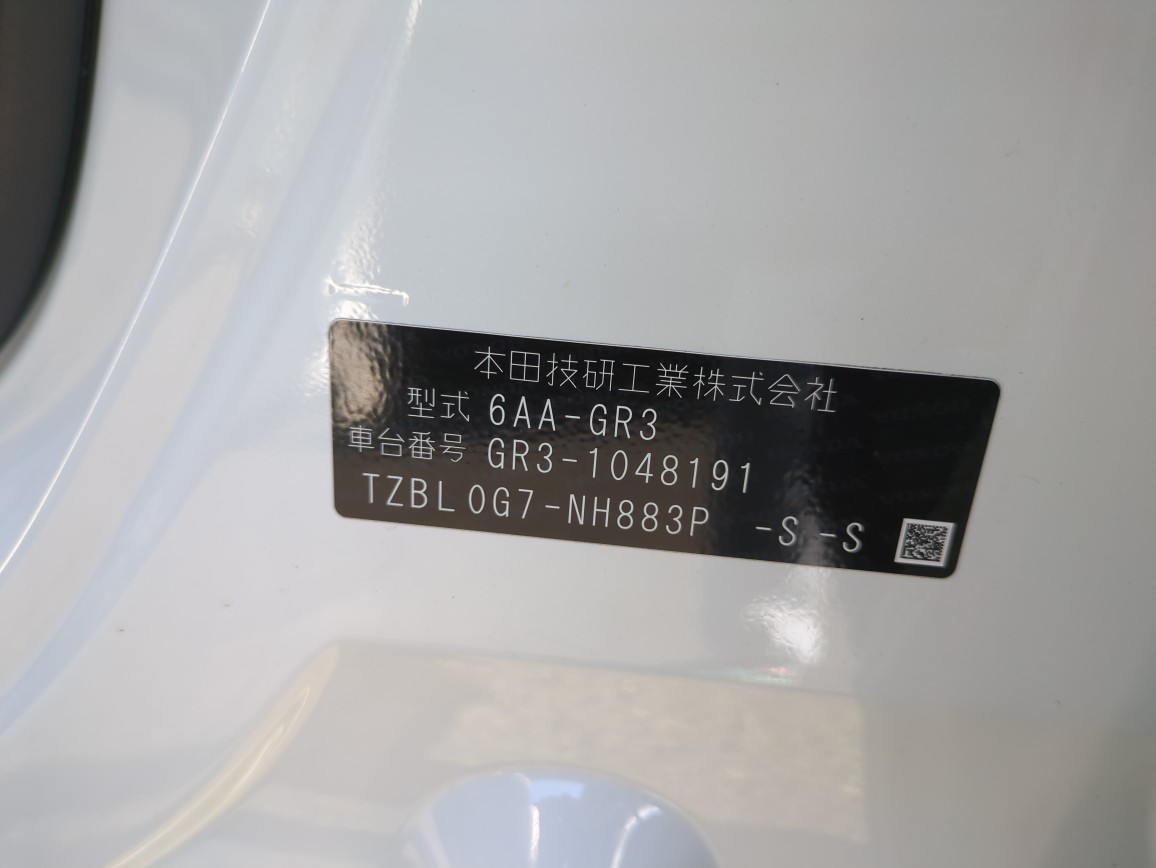 本田技研工業株式会社
型式 6AA-GR3
車台番号 GR3-1048191
TZBL0G7-NH883P -S -S